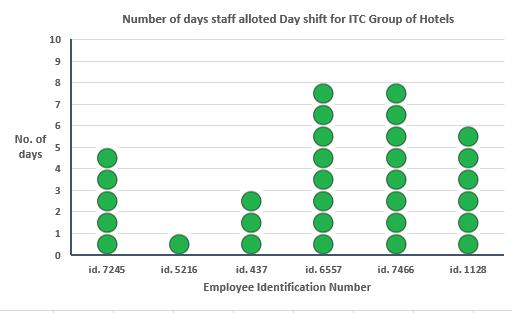 Number of days staff alloted Day shift for ITC Group of Hotels
10
9
8
7
6
5
4
3
2
1
0
No. of
days
id. 7245 id. 5216 id. 437 id. 6557 id. 7466 id. 1128
Employee Identification Number